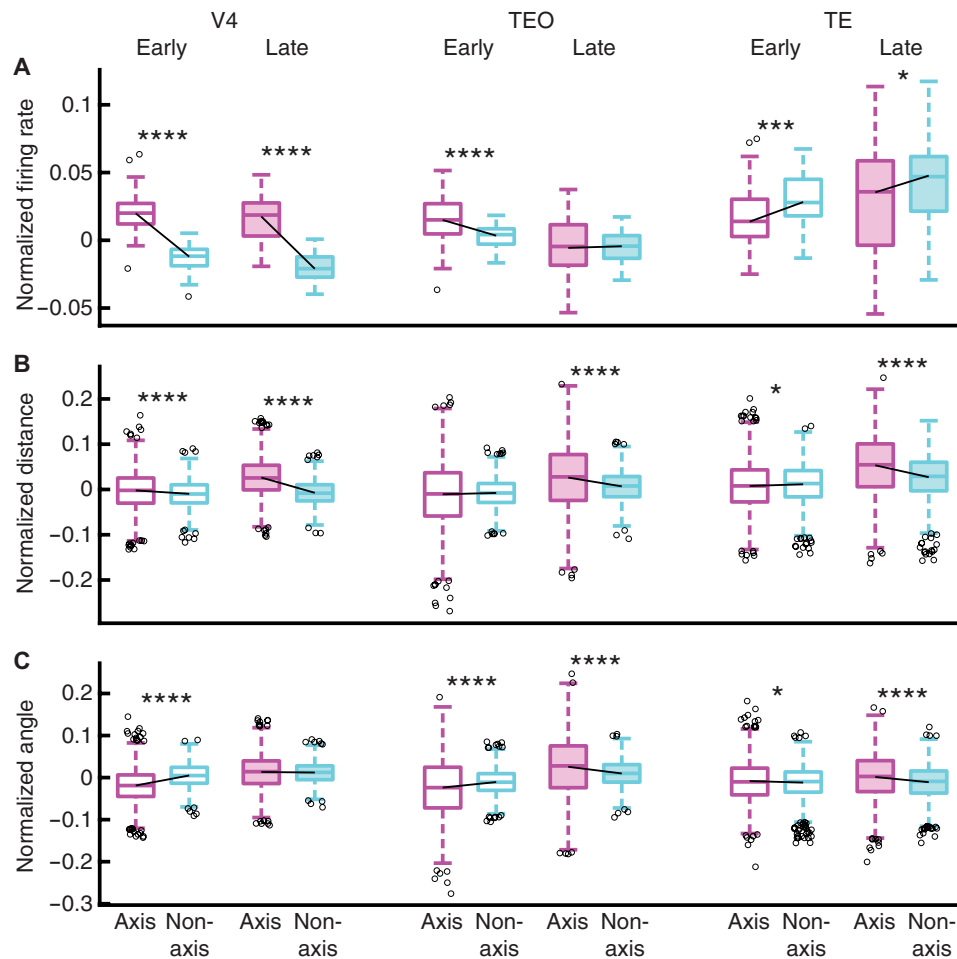 V4 TEO TE
Early Late Early Late Early Late
A
Normalized firing rate
0.1
0.05
0
−0.05
**** **** **** *** *
B
Normalized distance
0.2
0.1
0
−0.1
−0.2
**** **** **** * ****
C
Normalized angle
0.2
0.1
0
−0.1
−0.2
−0.3
**** **** **** * ****
Axis Non- Axis Non- Axis Non- Axis Non- Axis Non- Axis Non-
axis axis axis axis axis axis